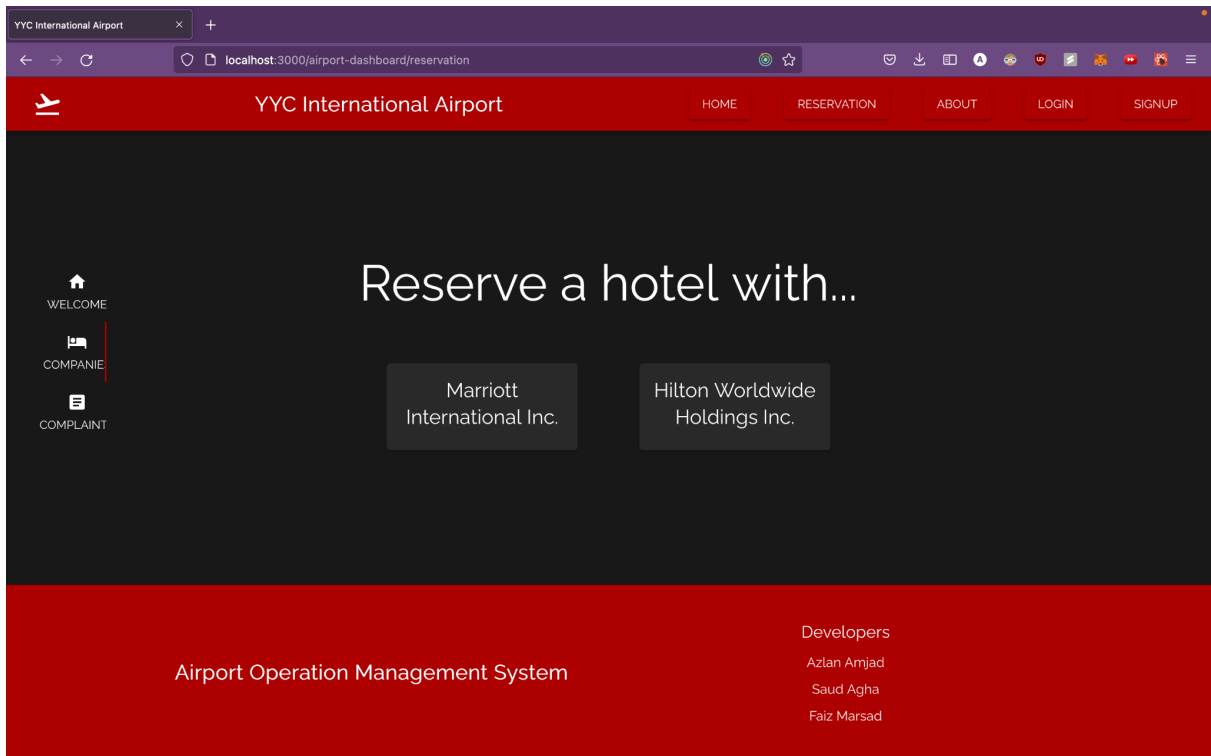 YYC International Airport
localhost:3000/airport-dashboard/reservation
YYC International Airport
HOME
RESERVATION
ABOUT
LOGIN
SIGNUP
Reserve a hotel with...
WELCOME
COMPANIE
COMPLAINT
Marriott
International Inc.
Hilton Worldwide
Holdings Inc.
Airport Operation Management System
Developers
Azlan Amjad
Saud Agha
Faiz Marsad